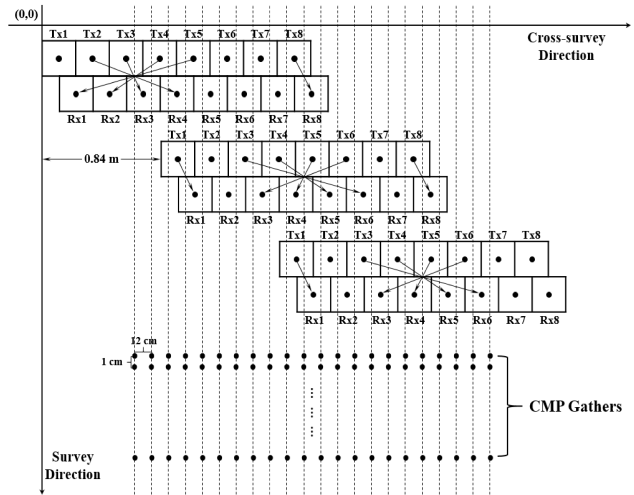 (0,0)
Tx1 Tx2 Tx3 Tx4 Tx5 Tx6 Tx7 Tx8
Cross-survey
Direction
Rx1 Rx2 Rx3 Rx4 Rx5 Rx6 Rx7 Rx8
Tx1 Tx2 Tx3 Tx4 Tx5 Tx6 Tx7 Tx8
0.84 m
Rx1 Rx2 Rx3 Rx4 Rx5 Rx6 Rx7 Rx8
Tx1 Tx2 Tx3 Tx4 Tx5 Tx6 Tx7 Tx8
Rx1 Rx2 Rx3 Rx4 Rx5 Rx6 Rx7 Rx8
12 cm
1 cm
CMP Gathers
Survey
Direction